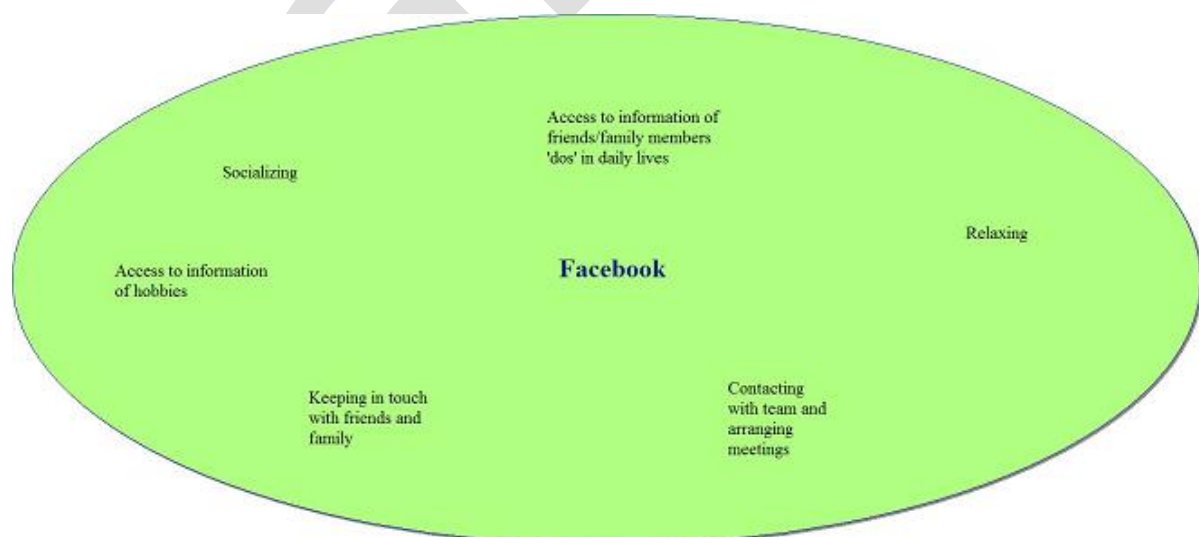 Access to information of
friends/family members
'dos' in daily lives
Socializing
Relaxing
Facebook
Access to information
of hobbies
Keeping in touch
with friends and
family
Contacting
with team and
arranging
meetings